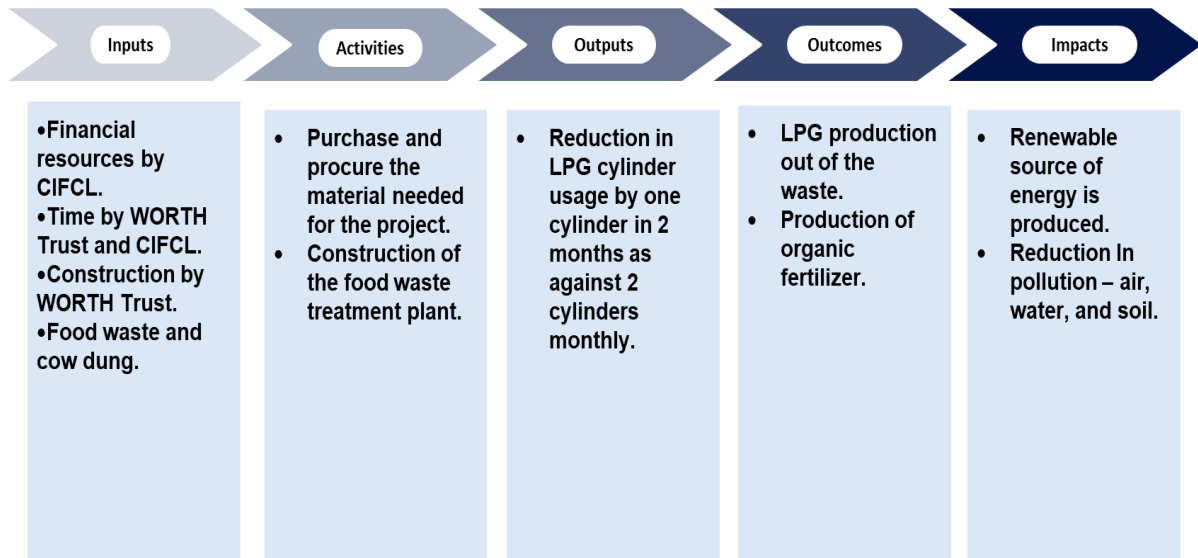 Inputs
Activities
Outputs
Outcomes
Impacts
•Financial
resources by
CIFCL.
•Time by WORTH
Trust and CIFCL.
•Construction by
WORTH Trust.
•Food waste and
cow dung.
• Purchase and
procure the
material needed
for the project.
• Construction of
the food waste
treatment plant.
• Reduction in
LPG cylinder
usage by one
cylinder in 2
months as
against 2
cylinders
monthly.
• LPG production
out of the
waste.
• Production of
organic
fertilizer.
• Renewable
source of
energy is
produced.
• Reduction In
pollution – air,
water, and soil.